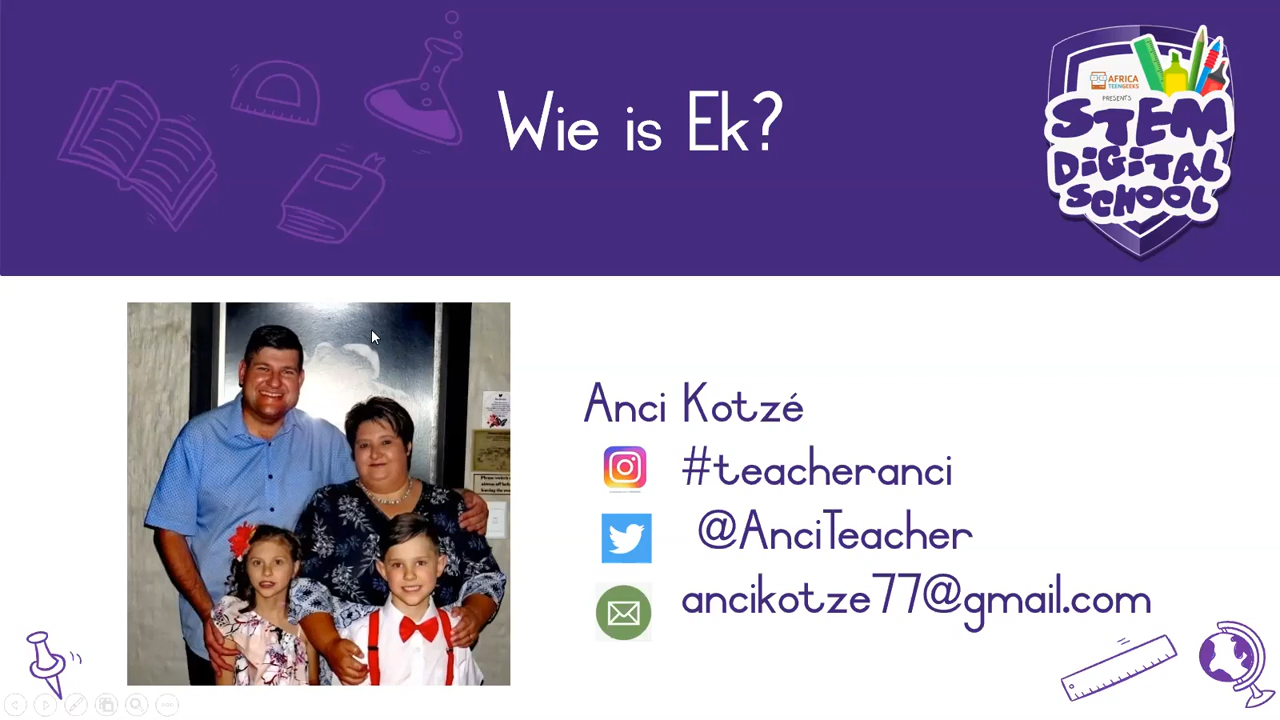 Wie is Ek?
AFRICA
TEENGEEKS
PRESENTS
STEM
DIGITAL
SCHOOL
Anci Kotzé
#teacheranci
@AnciTeacher
ancikotze77@gmail.com